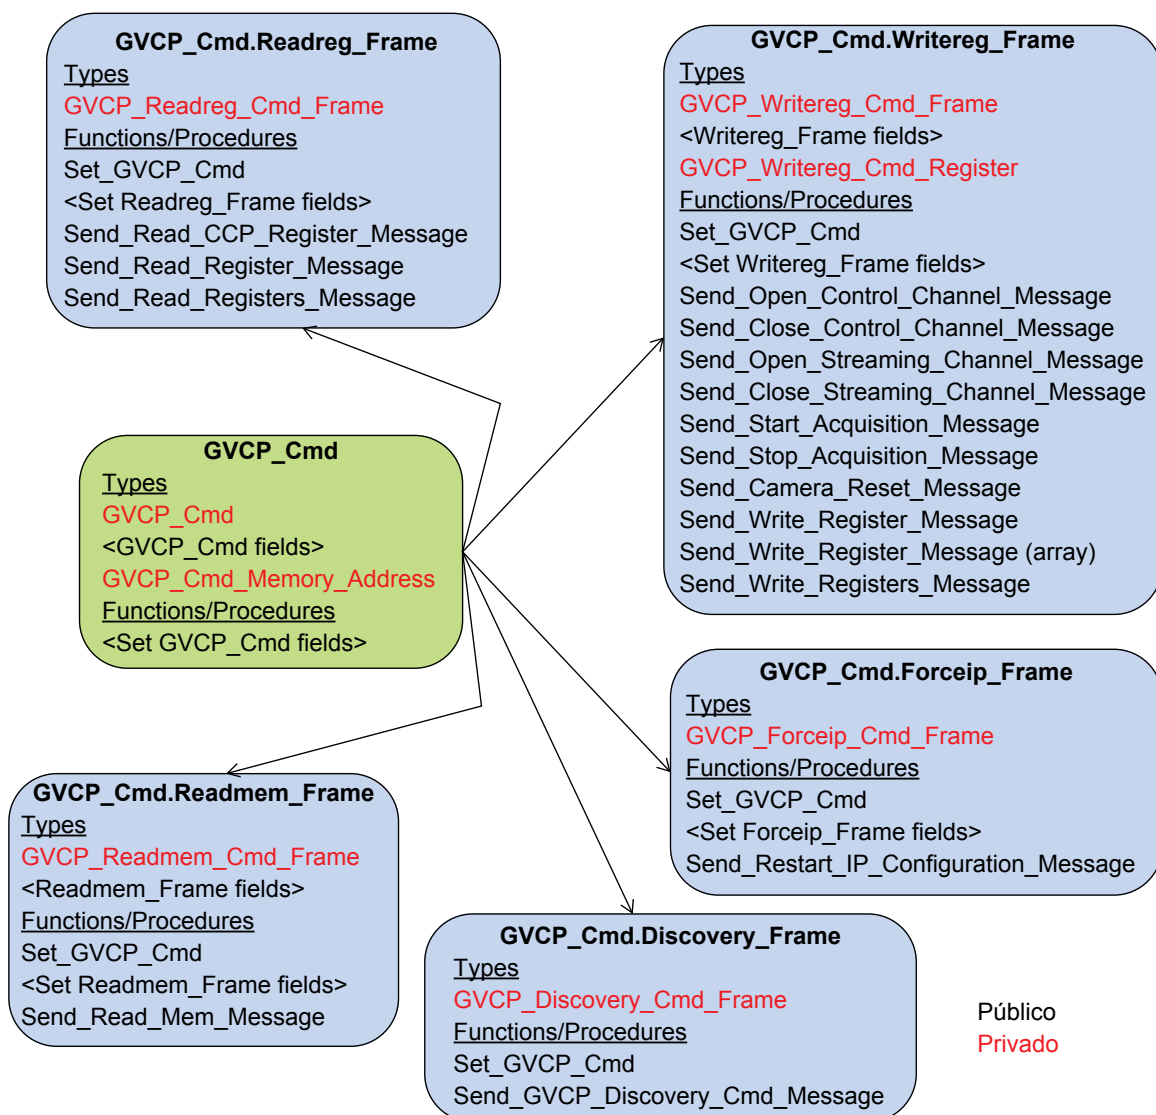 GVCP_Cmd.Readreg_Frame
Types
GVCP_Readreg_Cmd_Frame
Functions/Procedures
Set_GVCP_Cmd
<Set Readreg_Frame fields>
Send_Read_CCP_Register_Message
Send_Read_Register_Message
Send_Read_Registers_Message
GVCP_Cmd.Writereg_Frame
Types
GVCP_Writereg_Cmd_Frame
<Writereg_Frame fields>
GVCP_Writereg_Cmd_Register
Functions/Procedures
Set_GVCP_Cmd
<Set Writereg_Frame fields>
Send_Open_Control_Channel_Message
Send_Close_Control_Channel_Message
Send_Open_Streaming_Channel_Message
Send_Close_Streaming_Channel_Message
Send_Start_Acquisition_Message
Send_Stop_Acquisition_Message
Send_Camera_Reset_Message
Send_Write_Register_Message
Send_Write_Register_Message (array)
Send_Write_Registers_Message
GVCP_Cmd
Types
GVCP_Cmd
<GVCP_Cmd fields>
GVCP_Cmd_Memory_Address
Functions/Procedures
<Set GVCP_Cmd fields>
GVCP_Cmd.Forceip_Frame
Types
GVCP_Forceip_Cmd_Frame
Functions/Procedures
Set_GVCP_Cmd
<Set Forceip_Frame fields>
Send_Restart_IP_Configuration_Message
GVCP_Cmd.Readmem_Frame
Types
GVCP_Readmem_Cmd_Frame
<Readmem_Frame fields>
Functions/Procedures
Set_GVCP_Cmd
<Set Readmem_Frame fields>
Send_Read_Mem_Message
GVCP_Cmd.Discovery_Frame
Types
GVCP_Discovery_Cmd_Frame
Functions/Procedures
Set_GVCP_Cmd
Send_GVCP_Discovery_Cmd_Message
Público
Privado